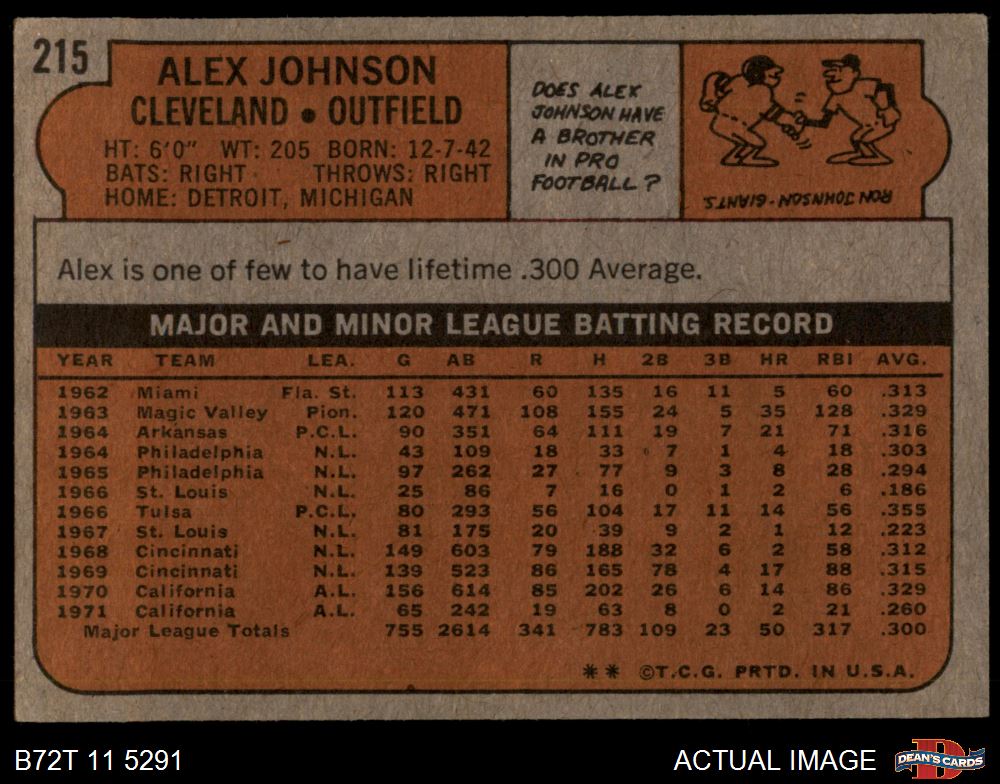 215
ALEX JOHNSON
CLEVELAND • OUTFIELD
HT: 6'0" WT: 205 BORN: 12-7-42
BATS: RIGHT THROWS: RIGHT
HOME: DETROIT, MICHIGAN
DOES ALEX
JOHNSON HAVE
A BROTHER
IN PRO
FOOTBALL?
RON JOHNSON-GIANTS.
Alex is one of few to have lifetime .300 Average.
MAJOR AND MINOR LEAGUE BATTING RECORD
YEAR TEAM LEA. G AB R H 2B 3B HR RBI AVG.
1962 Miami Fla. St. 113 431 60 135 16 11 5 60 .313
1963 Magic Valley Pion. 120 471 108 155 24 5 35 128 .329
1964 Arkansas P.C.L. 90 351 64 111 19 7 21 71 .316
1964 Philadelphia N.L. 43 109 18 33 7 1 4 18 .303
1965 Philadelphia N.L. 97 262 27 77 9 3 8 28 .294
1966 St. Louis N.L. 25 86 7 16 0 1 2 6 .186
1966 Tulsa P.C.L. 80 293 56 104 17 11 14 56 .355
1967 St. Louis N.L. 81 175 20 39 9 2 1 12 .223
1968 Cincinnati N.L. 149 603 79 188 32 6 2 58 .312
1969 Cincinnati N.L. 139 523 86 165 78 4 17 88 .315
1970 California A.L. 156 614 85 202 26 6 14 86 .329
1971 California A.L. 65 242 19 63 8 0 2 21 .260
Major League Totals 755 2614 341 783 109 23 50 317 .300
** ©T.C.G. PRTD. IN U.S.A.
B72T 11 5291
ACTUAL IMAGE
DEAN'S CARDS